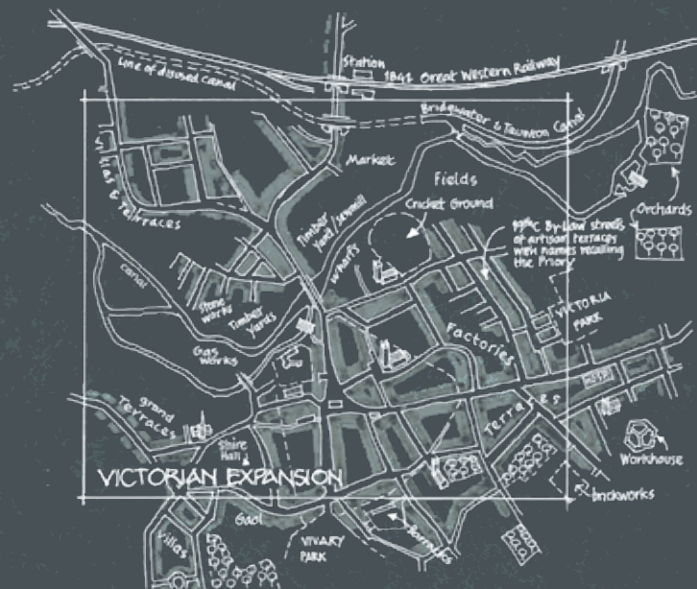 Station
1841 Great Western Railway
Line of disused canal
Bridgwater & Taunton Canal
Villas & Terraces
Market
Fields
Cricket Ground
Orchards
Timber
Yard/sawmill
Wharfs
19thC By-Law streets
of artisan terraces
with names recalling
the Priory
canal
Stone
works
Timber
Yards
VICTORIA
PARK
Gas
Works
Factories
Grand
Terraces
HOSP
Terraces
Shire
Hall
Workhouse
VICTORIAN EXPANSION
brickworks
Gaol
Villas
VIVARY
PARK
Barracks